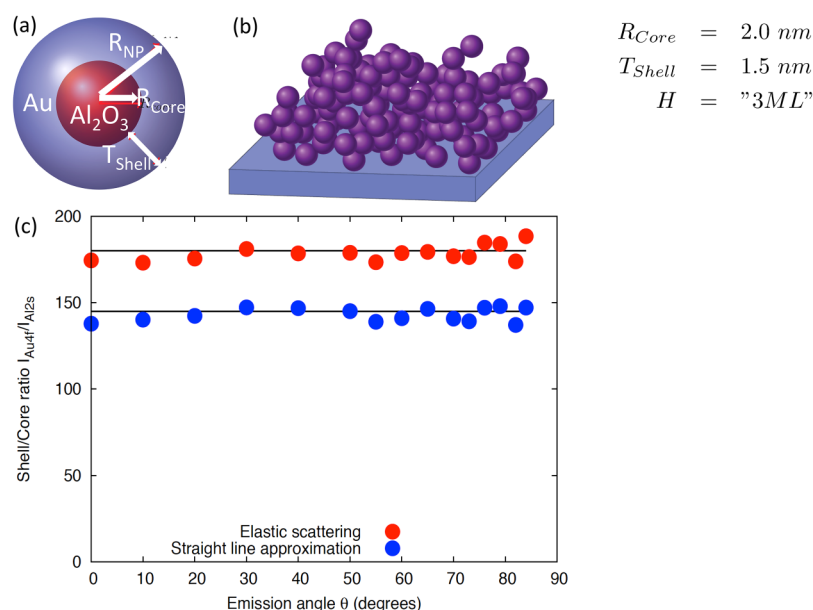 (a)
R_NP
Au
Al₂O₃
R_Core
T_Shell
(b)
R_Core = 2.0 nm
T_Shell = 1.5 nm
H = "3ML"
(c)
Shell/Core ratio I_Au4f/I_Al2s
200
150
100
50
0
Elastic scattering
Straight line approximation
0 10 20 30 40 50 60 70 80 90
Emission angle θ (degrees)